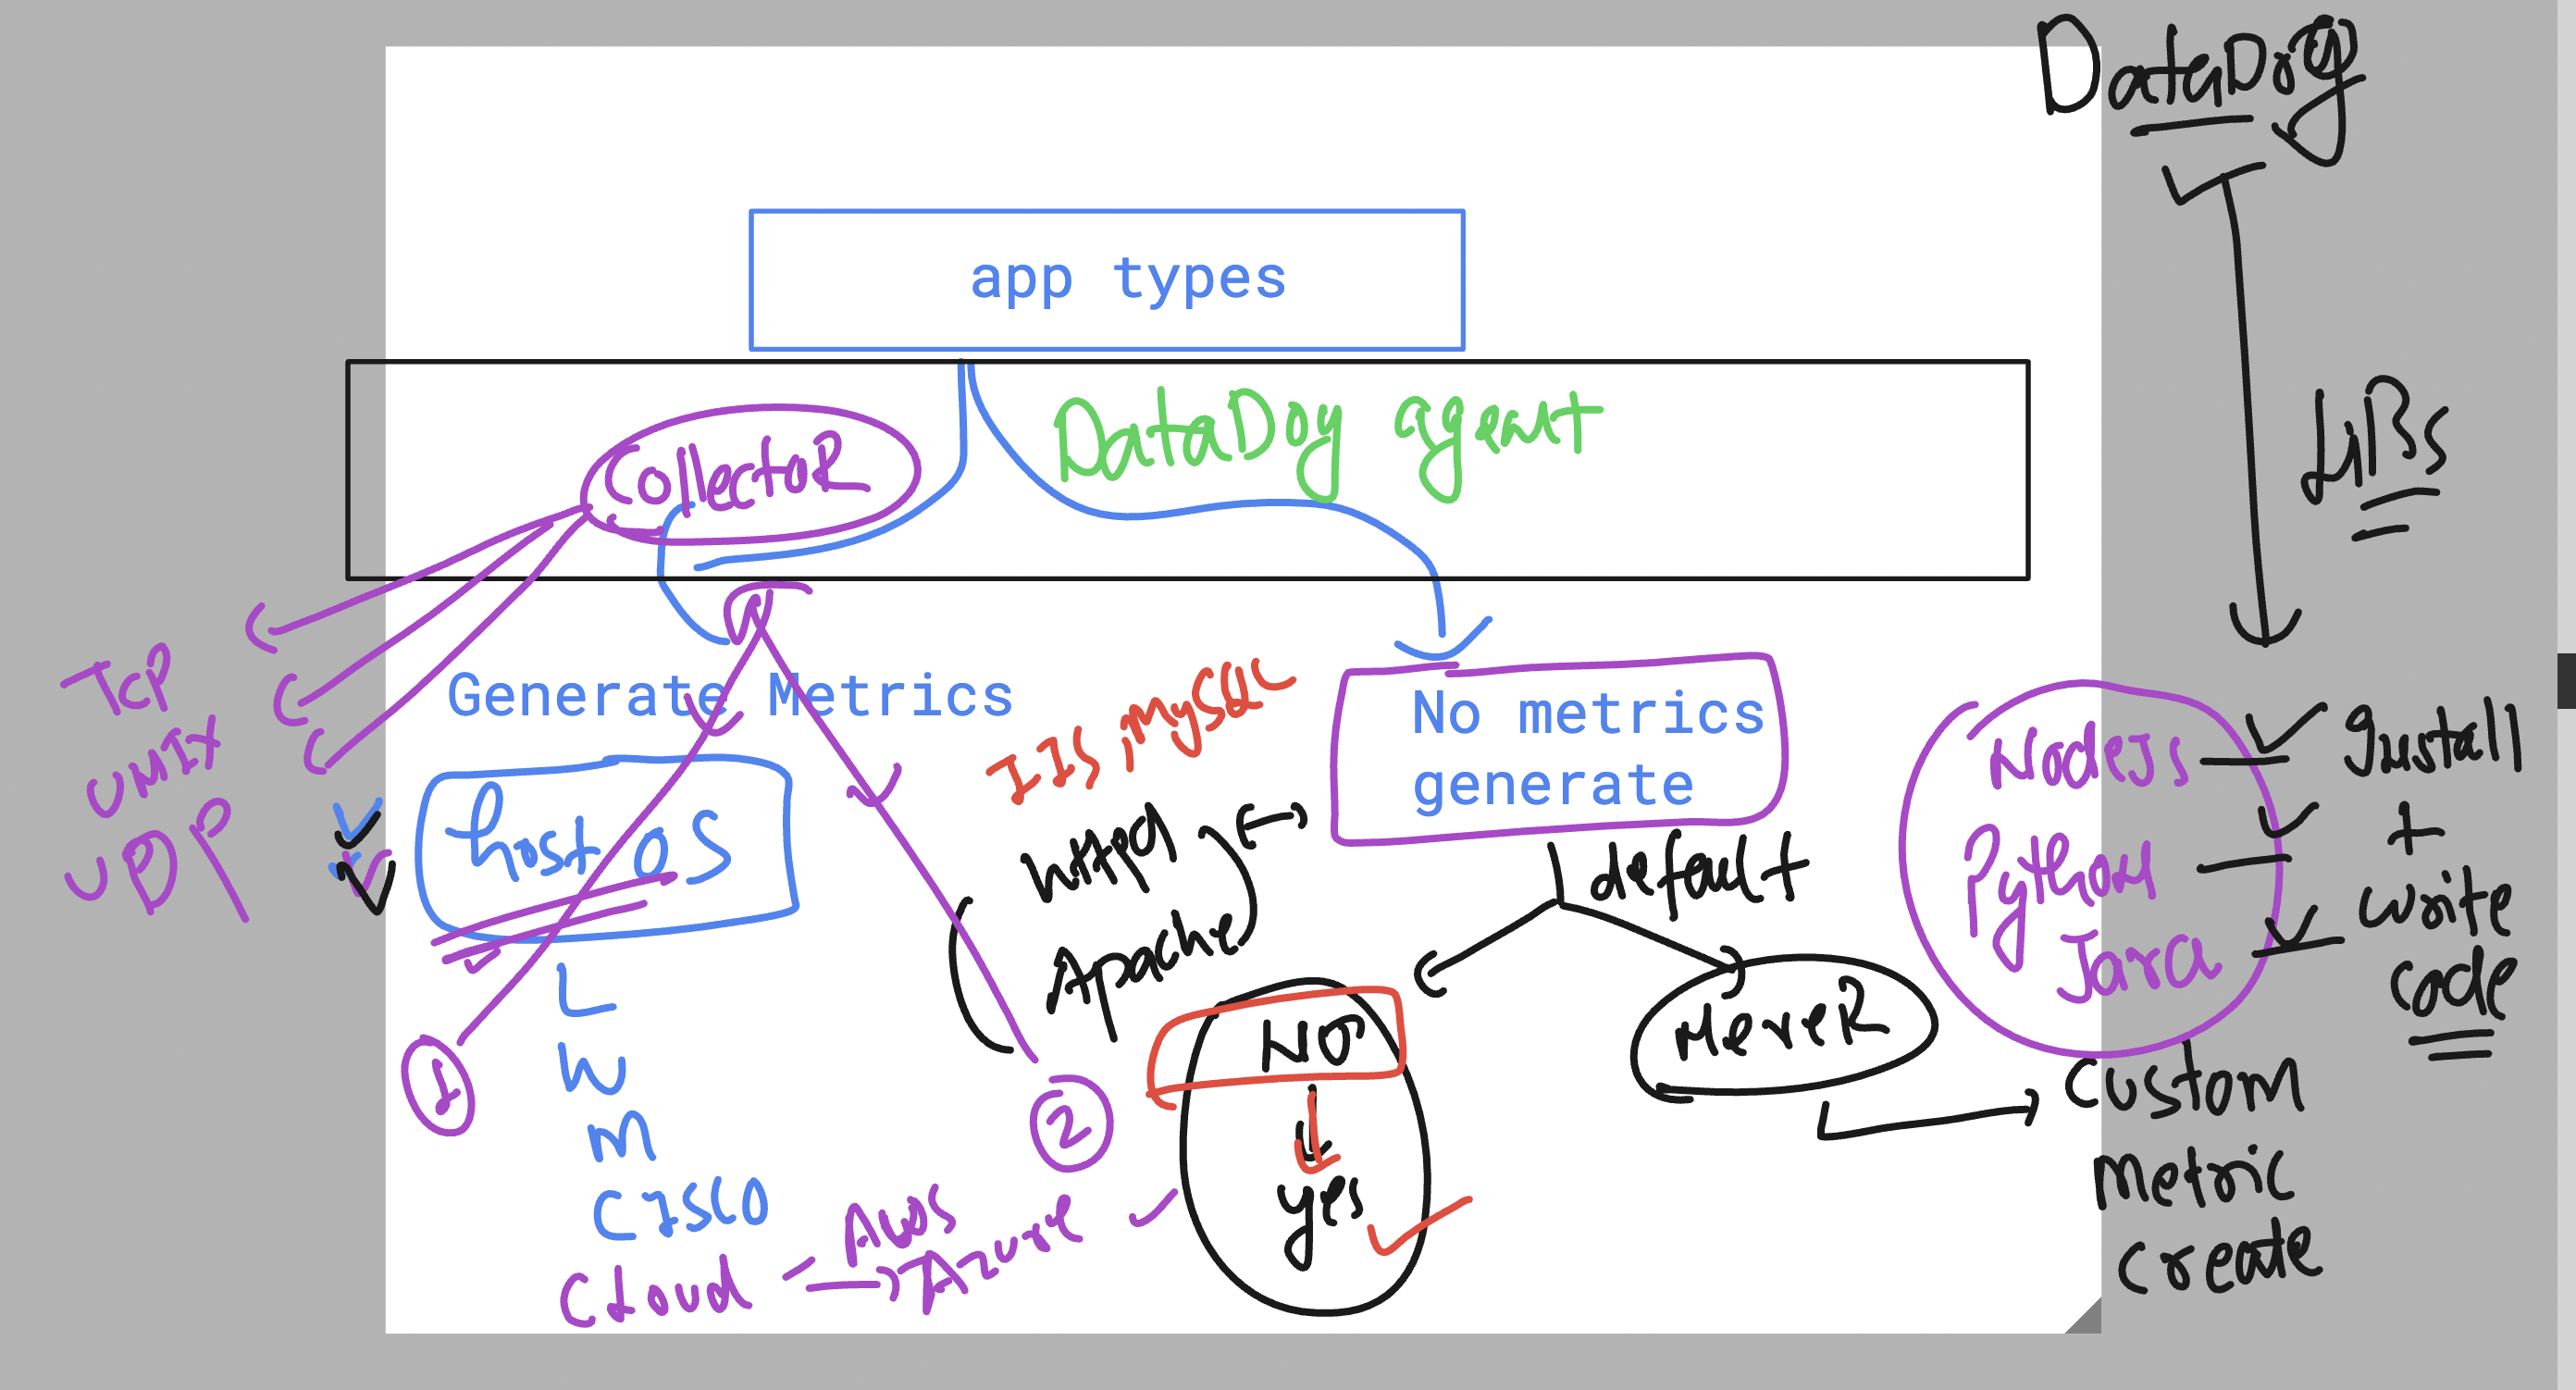 DataDog
app types
CollectoR
DataDog agent
LIBs
TCP
UNIX
UDP
Generate Metrics
IIS, MySQL
No metrics
generate
host OS
httpd
Apache
default
NodeJS
Python
Java
Install
+
write
code
L
W
M
CISCO
Cloud
AWS
Azure
1
2
NO
yes
NeveR
Custom
Metric
Create